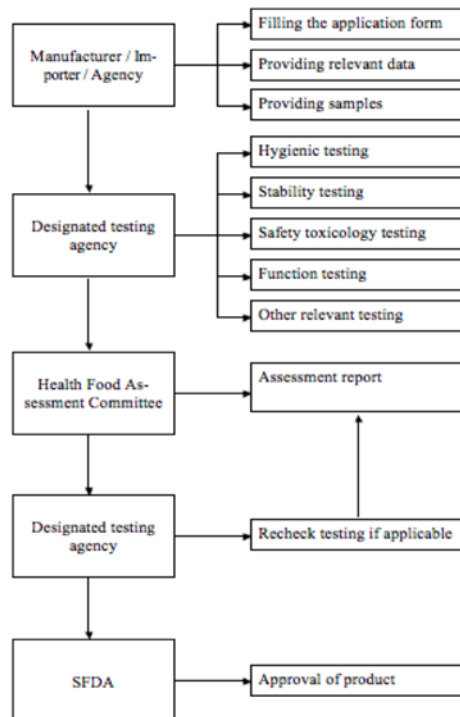 Filling the application form
Manufacturer / Im-
porter / Agency
Providing relevant data
Providing samples
Hygienic testing
Stability testing
Designated testing
agency
Safety toxicology testing
Function testing
Other relevant testing
Health Food As-
sessment Committee
Assessment report
Designated testing
agency
Recheck testing if applicable
SFDA
Approval of product